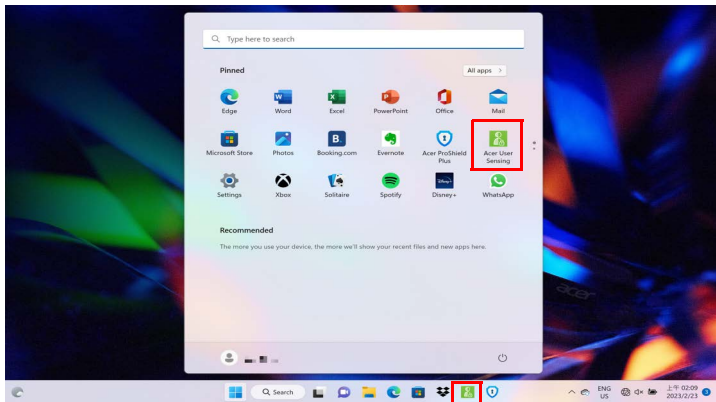 Type here to search
Pinned
All apps >
Edge
Word
Excel
PowerPoint
Office
Mail
Microsoft Store
Photos
Booking.com
Evernote
Acer ProShield
Plus
Acer User
Sensing
Settings
Xbox
Solitaire
Spotify
Disney+
WhatsApp
Recommended
The more you use your device, the more we'll show your recent files and new apps here.
acer
Search
ENG
US
上午 02:09
2023/2/23
3